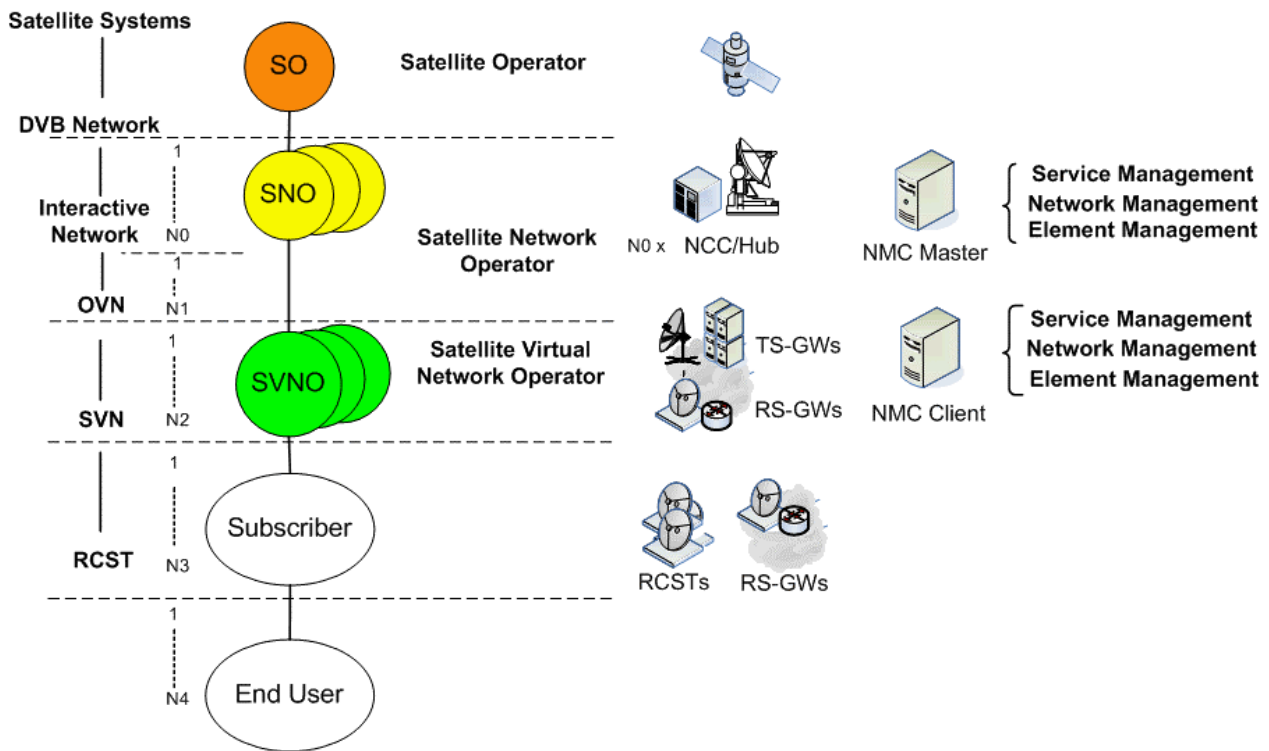 Satellite Systems
SO
Satellite Operator
DVB Network
1
SNO
Interactive
Network
N0
Satellite Network
Operator
N0 x
NCC/Hub
NMC Master
Service Management
Network Management
Element Management
1
OVN
N1
1
SVNO
Satellite Virtual
Network Operator
SVN
N2
TS-GWs
RS-GWs
NMC Client
Service Management
Network Management
Element Management
1
Subscriber
RCST
N3
RCSTs
RS-GWs
1
End User
N4